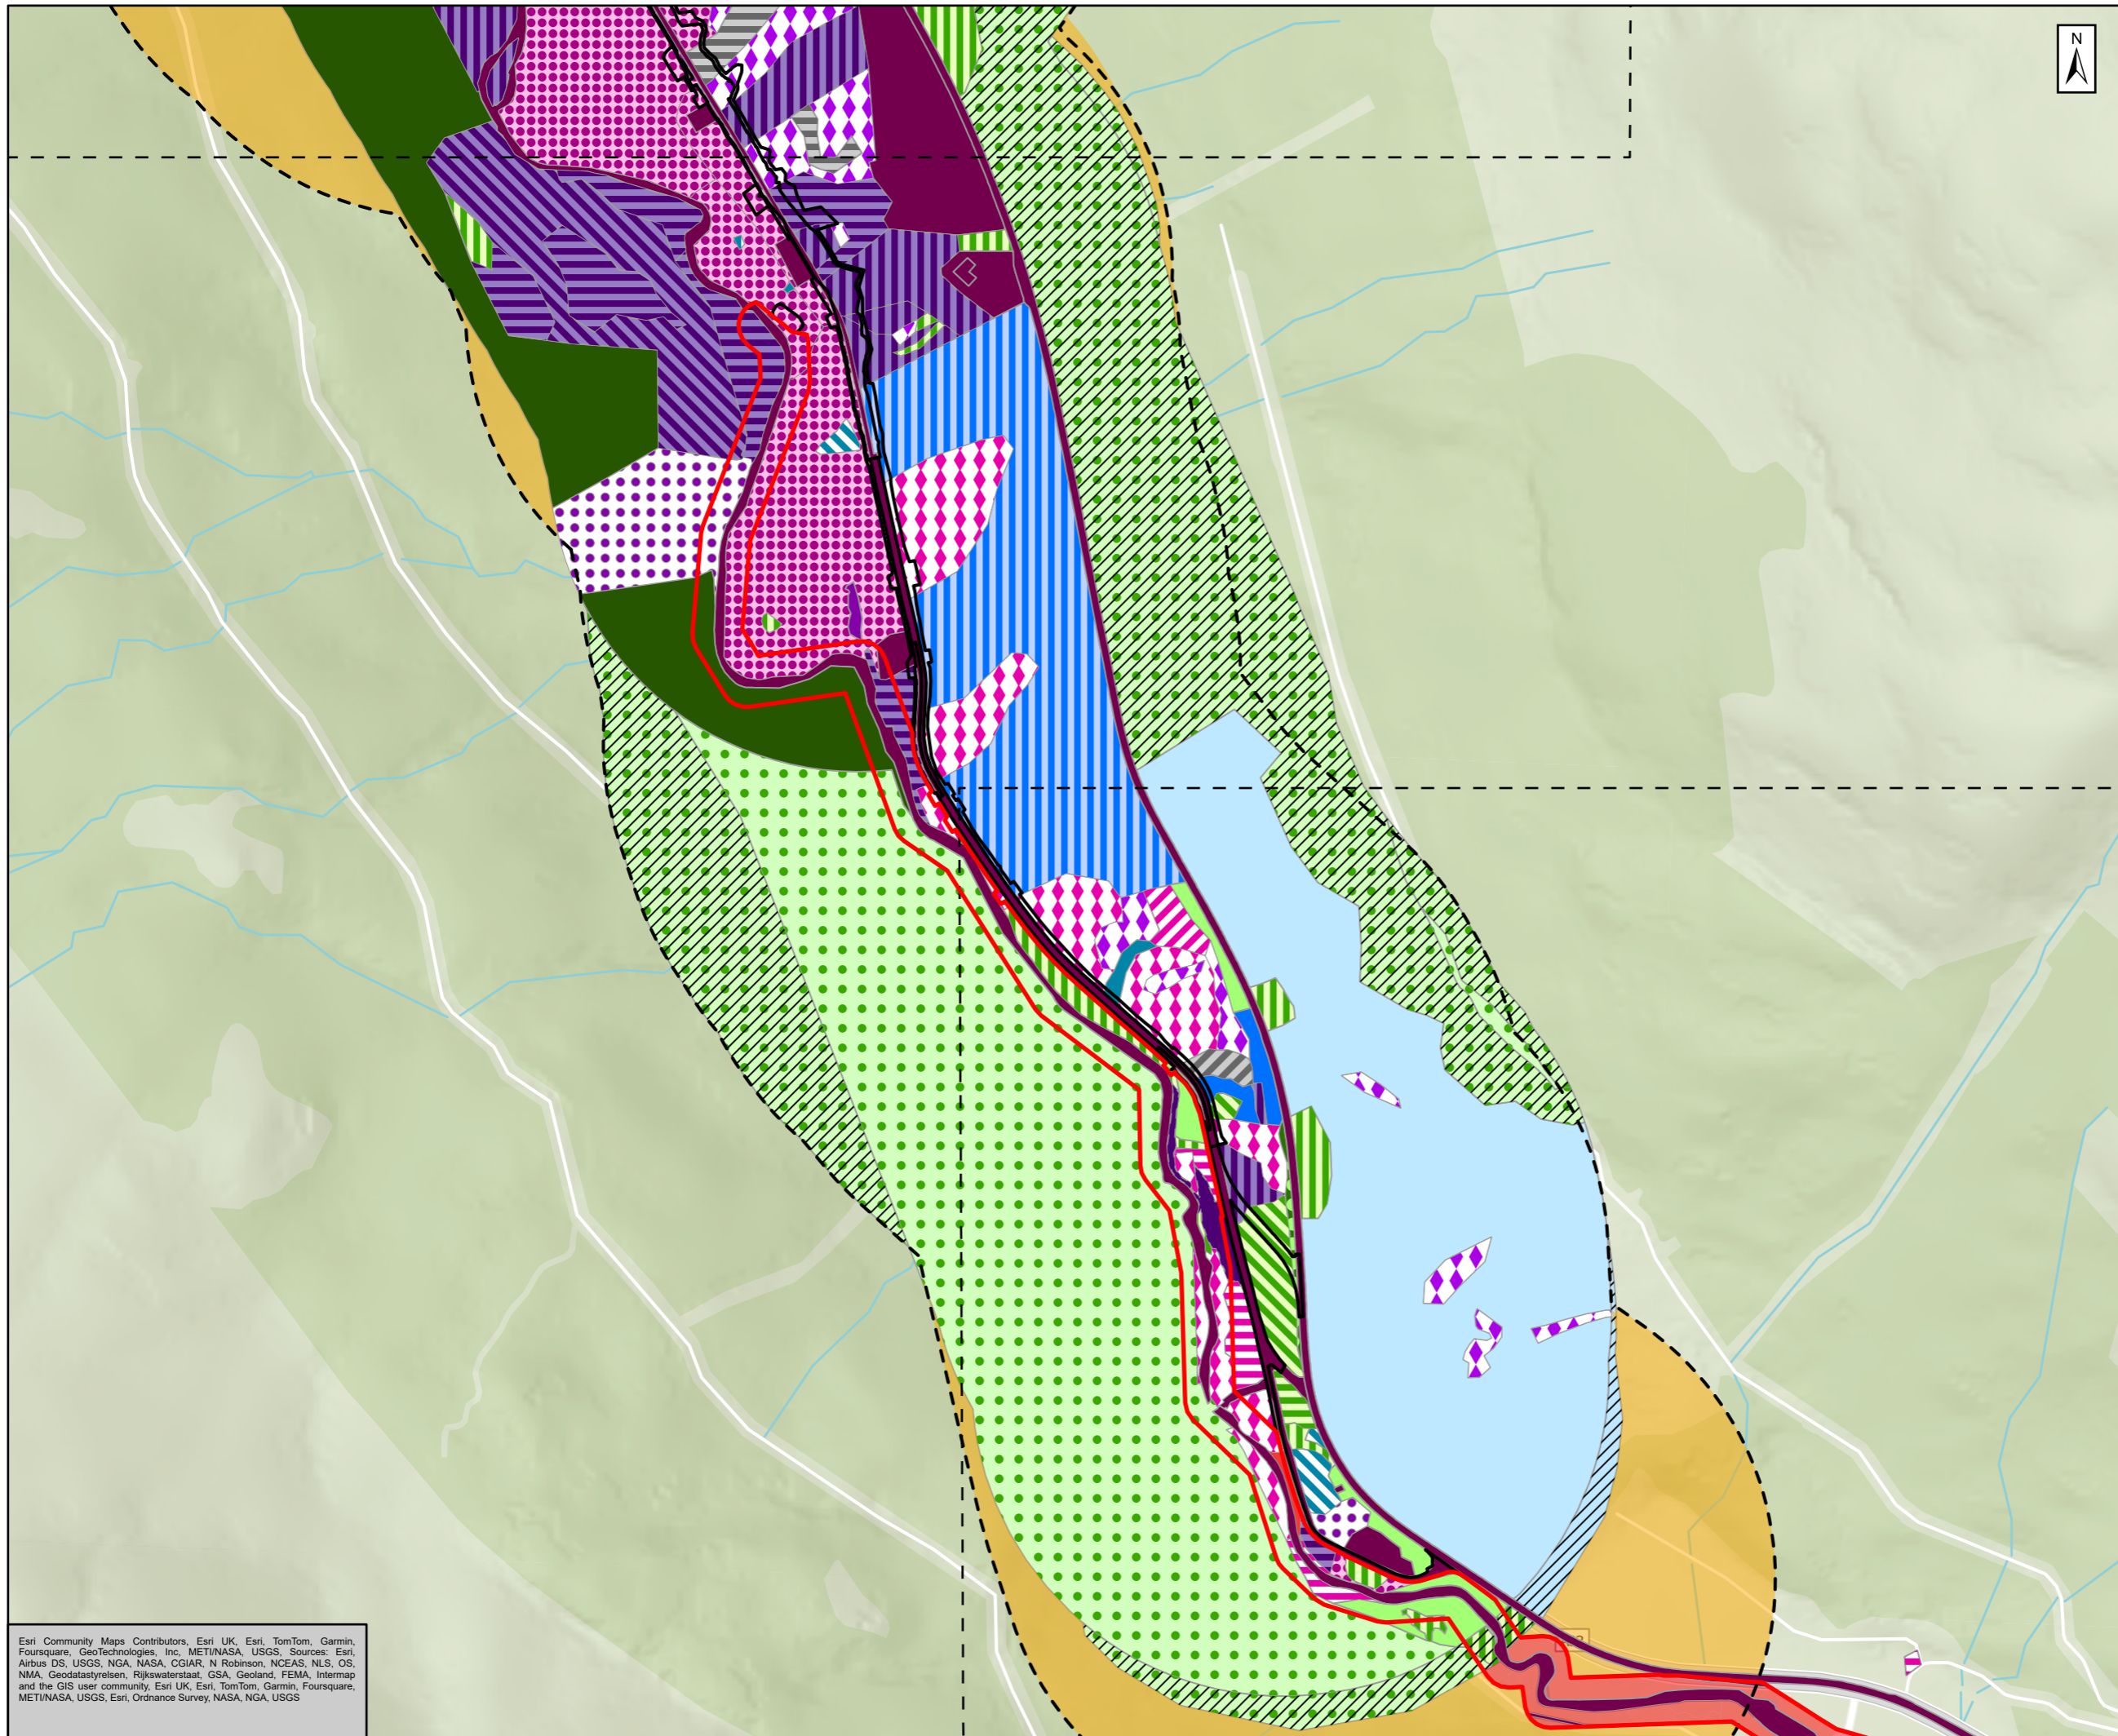 N
Esri Community Maps Contributors, Esri UK, Esri, TomTom, Garmin,
Foursquare, GeoTechnologies, Inc, METI/NASA, USGS, Sources: Esri,
Airbus DS, USGS, NGA, NASA, CGIAR, N Robinson, NCEAS, NLS, OS,
NMA, Geodatastyrelsen, Rijkswaterstaat, GSA, Geoland, FEMA, Intermap
and the GIS user community, Esri UK, Esri, TomTom, Garmin, Foursquare,
METI/NASA, USGS, Esri, Ordnance Survey, NASA, NGA, USGS